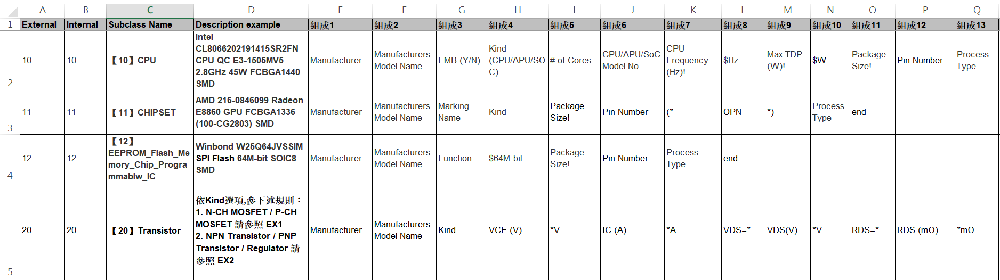 A B C D E F G H I J K L M N O P Q
1 External Internal Subclass Name Description example 組成1 組成2 組成3 組成4 組成5 組成6 組成7 組成8 組成9 組成10 組成11 組成12 組成13
2
10
10
【10】CPU
Intel
CL8066202191415SR2FN
CPU QC E3-1505MV5
2.8GHz 45W FCBGA1440
SMD
Manufacturer
Manufacturers
Model Name
EMB (Y/N)
Kind
(CPU/APU/SO
C)
# of Cores
CPU/APU/SoC
Model No
CPU
Frequency
(Hz)!
$Hz
Max TDP
(W)!
$W
Package
Size!
Pin Number
Process
Type
3
11
11
【11】CHIPSET
AMD 216-0846099 Radeon
E8860 GPU FCBGA1336
(100-CG2803) SMD
Manufacturer
Manufacturers
Model Name
Marking
Name
Kind
Package
Size!
Pin Number
(*
OPN
*)
Process
Type
end
4
12
12
【12】
EEPROM_Flash_Me
mory_Chip_Progra
mmablw_IC
Winbond W25Q64JVSSIM
SPI Flash 64M-bit SOIC8
SMD
Manufacturer
Manufacturers
Model Name
Function
$64M-bit
Package
Size!
Pin Number
Process
Type
end
5
20
20
【20】Transistor
依Kind選項,參下述規則：
1. N-CH MOSFET / P-CH
MOSFET 請參照 EX1
2. NPN Transistor / PNP
Transistor / Regulator 請
參照 EX2
Manufacturer
Manufacturers
Model Name
Kind
VCE (V)
*V
IC (A)
*A
VDS=*
VDS(V)
*V
RDS=*
RDS (mΩ)
*mΩ